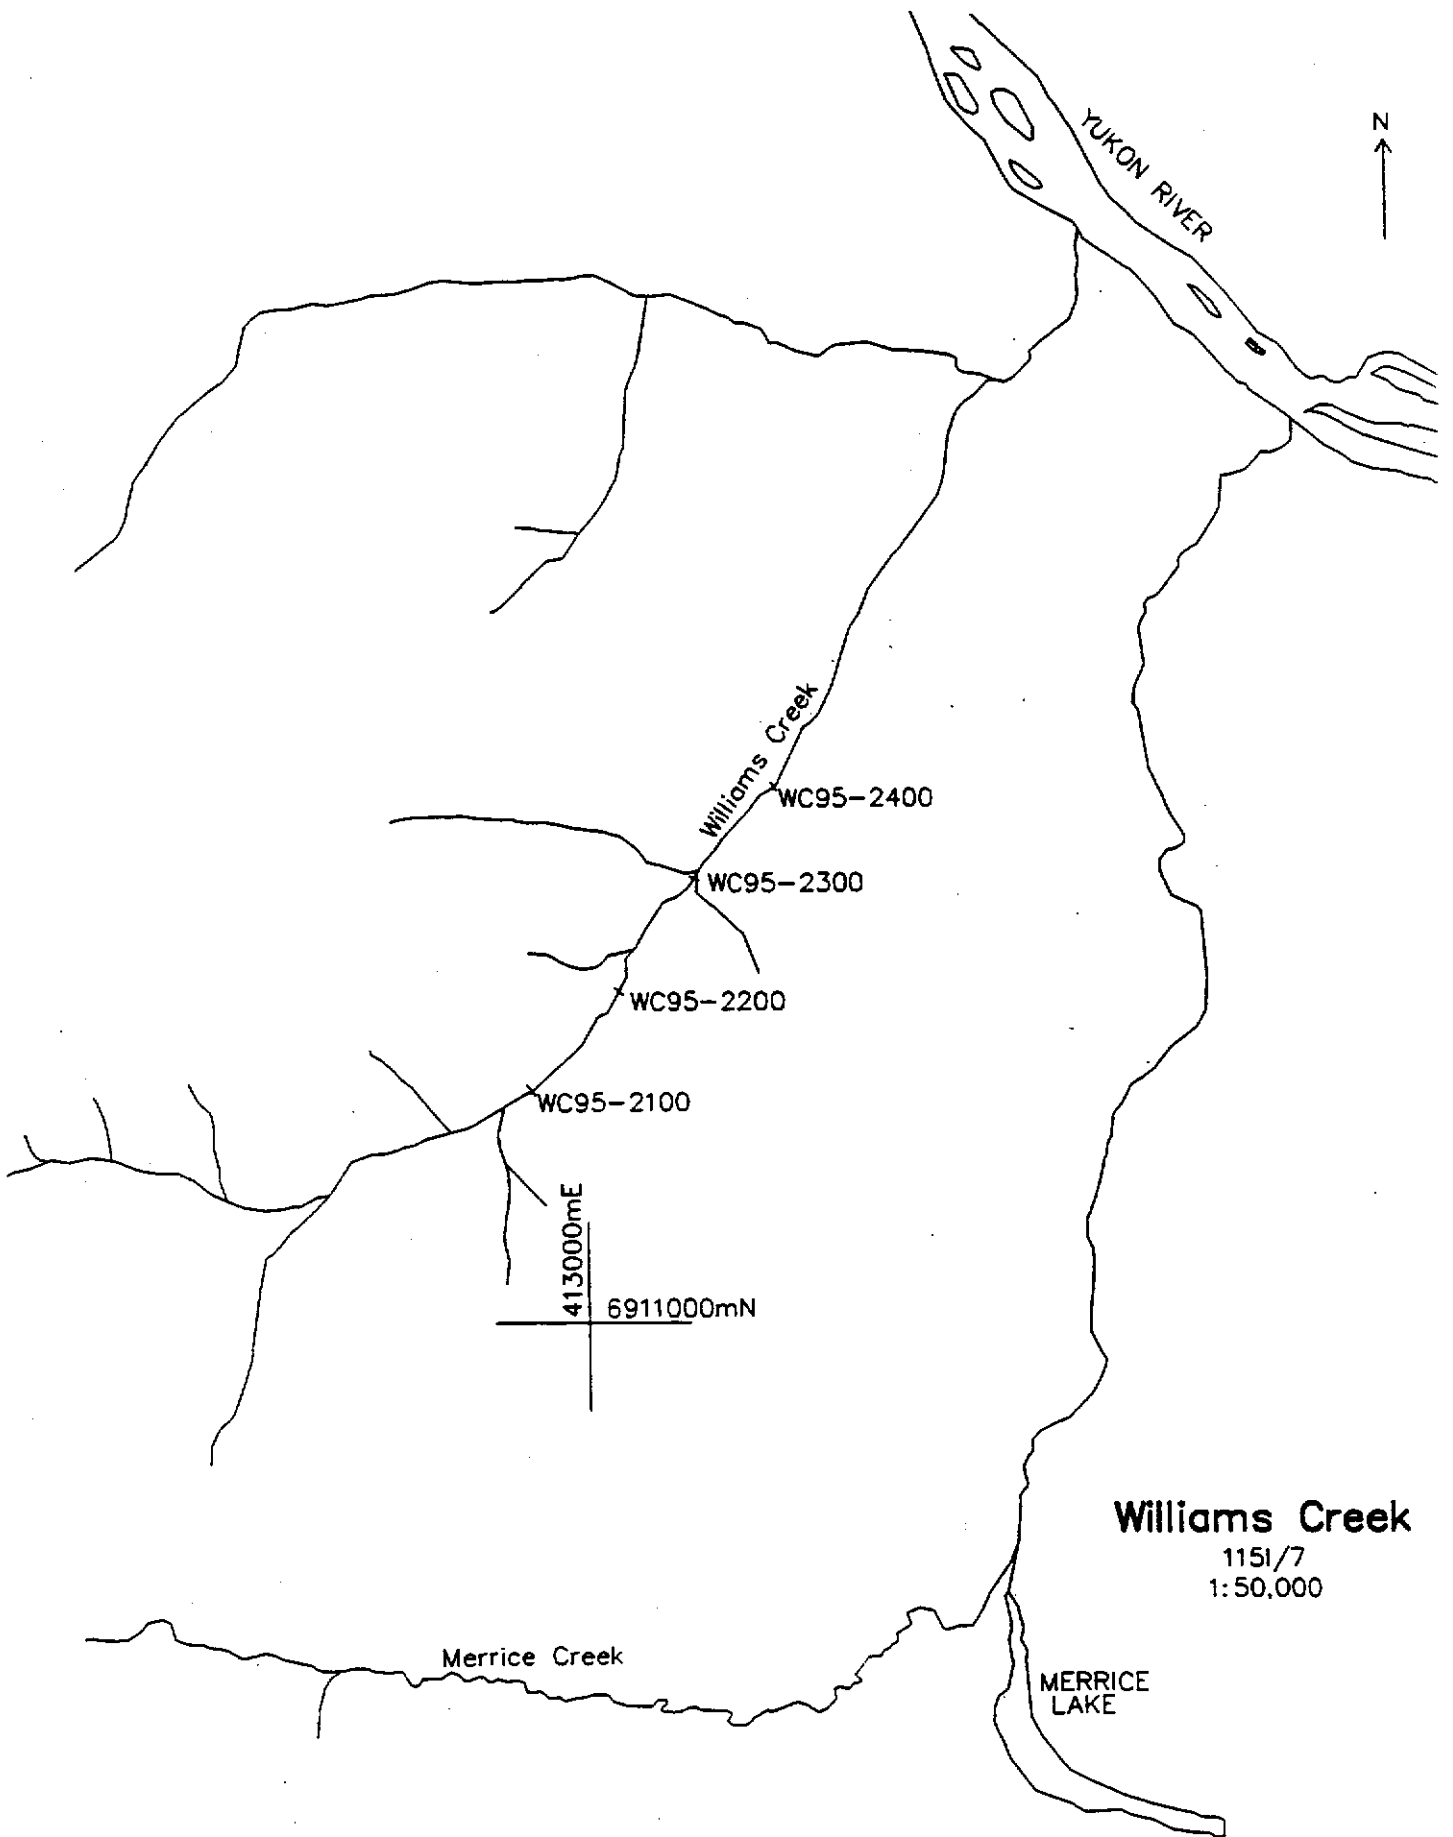 YUKON RIVER
N
Williams Creek
WC95-2400
WC95-2300
WC95-2200
WC95-2100
413000mE
6911000mN
Williams Creek
115I/7
1:50,000
Merrice Creek
MERRICE
LAKE